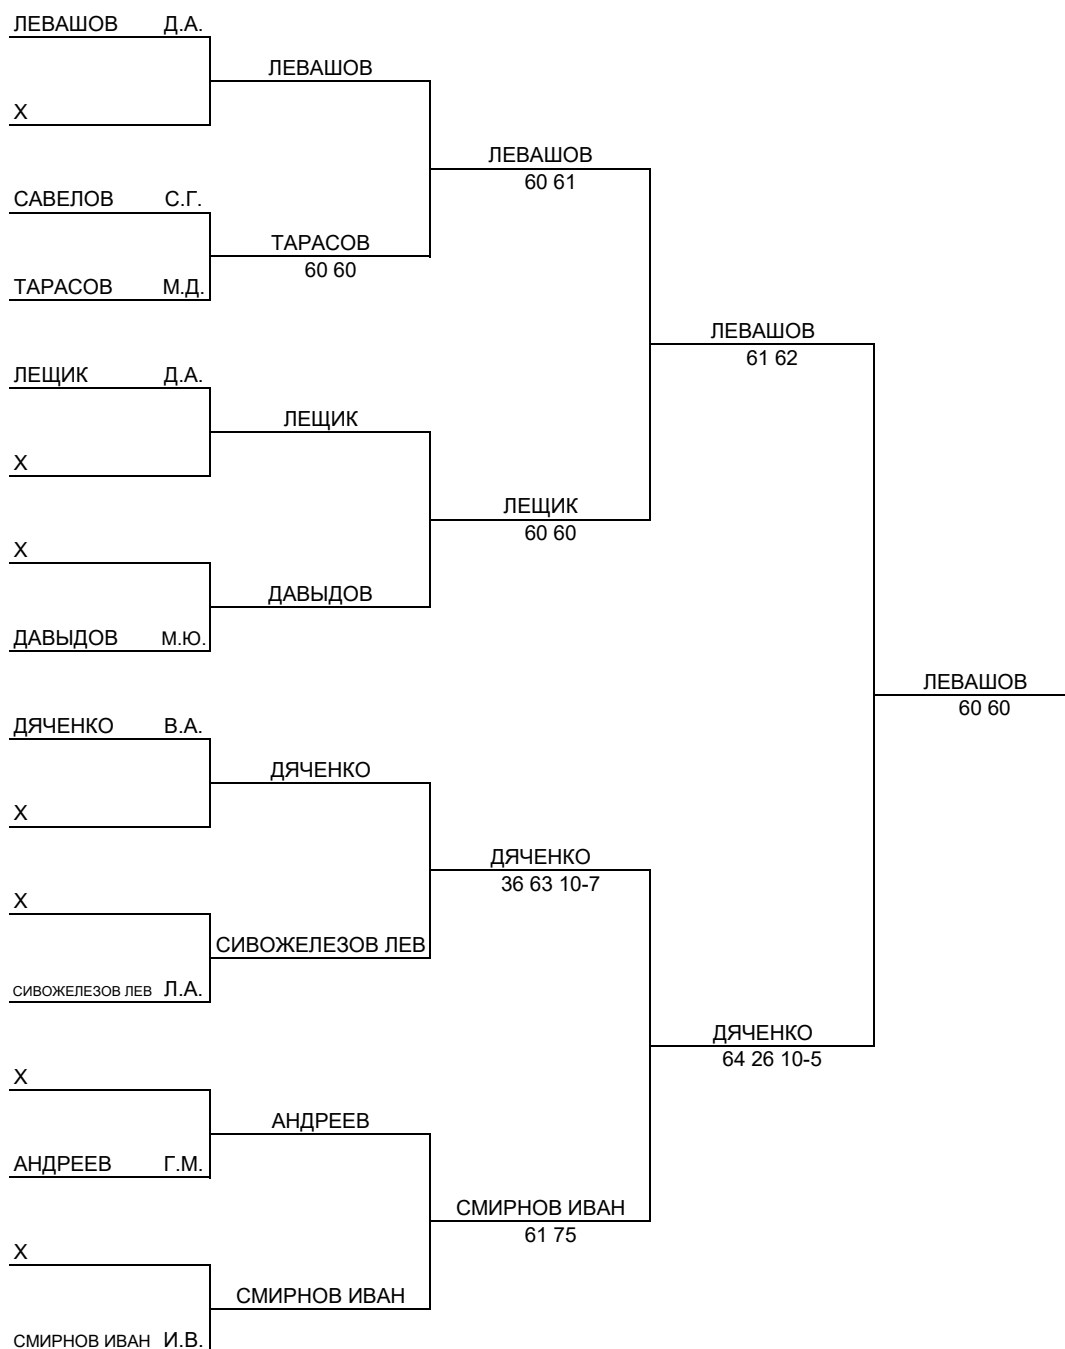 ЛЕВАШОВ Д.А.
ЛЕВАШОВ
X
ЛЕВАШОВ
60 61
САВЕЛОВ С.Г.
ТАРАСОВ
60 60
ТАРАСОВ М.Д.
ЛЕВАШОВ
61 62
ЛЕЩИК Д.А.
ЛЕЩИК
X
ЛЕЩИК
60 60
X
ДАВЫДОВ
ДАВЫДОВ М.Ю.
ЛЕВАШОВ
60 60
ДЯЧЕНКО В.А.
ДЯЧЕНКО
X
ДЯЧЕНКО
36 63 10-7
X
СИВОЖЕЛЕЗОВ ЛЕВ
СИВОЖЕЛЕЗОВ ЛЕВ Л.А.
ДЯЧЕНКО
64 26 10-5
X
АНДРЕЕВ
АНДРЕЕВ Г.М.
СМИРНОВ ИВАН
61 75
X
СМИРНОВ ИВАН
СМИРНОВ ИВАН И.В.